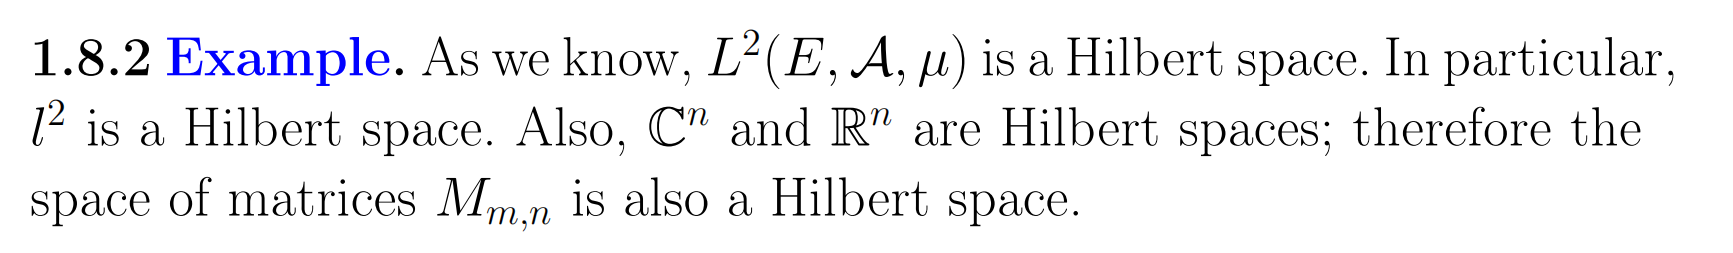 1.8.2 Example. As we know, L²(E, 𝒜, μ) is a Hilbert space. In particular,
l² is a Hilbert space. Also, ℂⁿ and ℝⁿ are Hilbert spaces; therefore the
space of matrices M_{m,n} is also a Hilbert space.